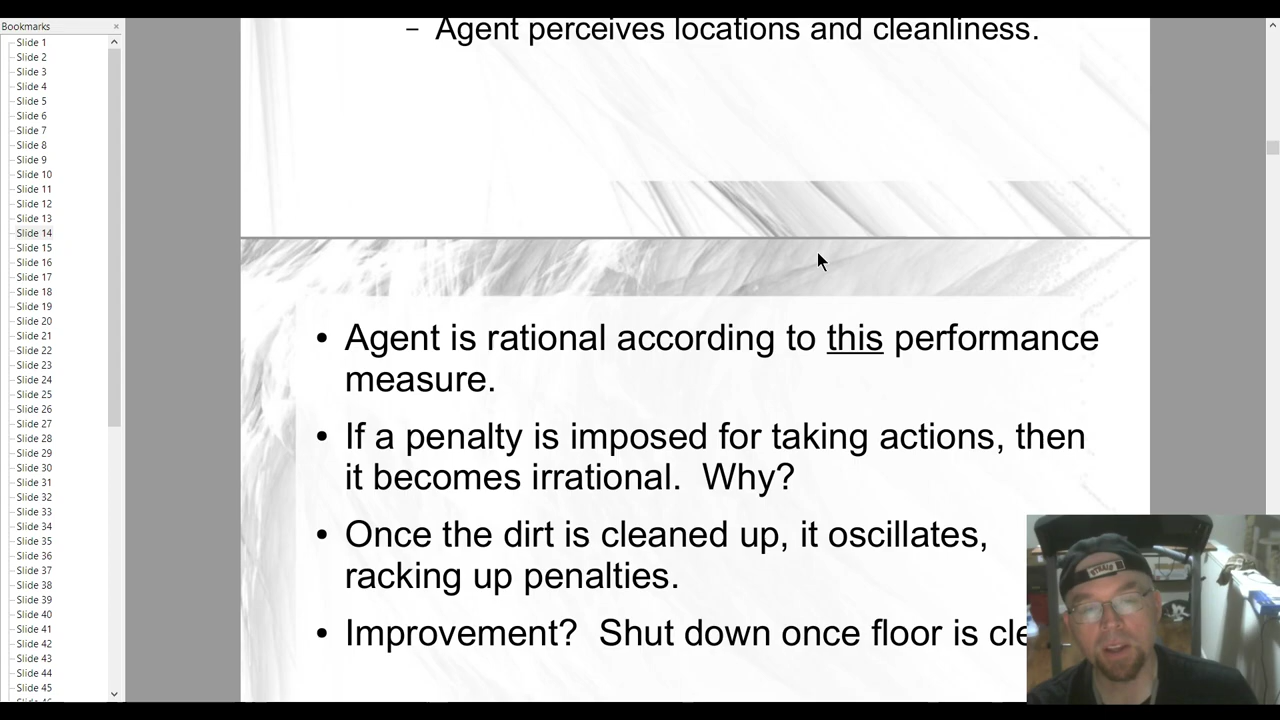 Bookmarks
Slide 1
Slide 2
Slide 3
Slide 4
Slide 5
Slide 6
Slide 7
Slide 8
Slide 9
Slide 10
Slide 11
Slide 12
Slide 13
Slide 14
Slide 15
Slide 16
Slide 17
Slide 18
Slide 19
Slide 20
Slide 21
Slide 22
Slide 23
Slide 24
Slide 25
Slide 26
Slide 27
Slide 28
Slide 29
Slide 30
Slide 31
Slide 32
Slide 33
Slide 34
Slide 35
Slide 36
Slide 37
Slide 38
Slide 39
Slide 40
Slide 41
Slide 42
Slide 43
Slide 44
Slide 45
– Agent perceives locations and cleanliness.
• Agent is rational according to this performance
measure.
• If a penalty is imposed for taking actions, then
it becomes irrational. Why?
• Once the dirt is cleaned up, it oscillates,
racking up penalties.
• Improvement? Shut down once floor is cle